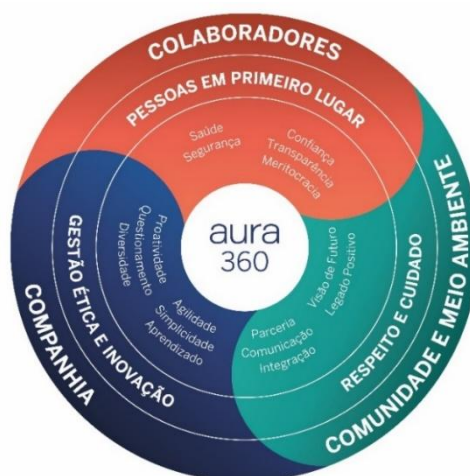 COLABORADORES
PESSOAS EM PRIMEIRO LUGAR
Saúde
Segurança
Confiança
Transparência
Meritocracia
aura
360
COMUNIDADE E MEIO AMBIENTE
RESPEITO E CUIDADO
Visão de Futuro
Legado Positivo
Parceria
Comunicação
Integração
COMPANHIA
GESTÃO ÉTICA E INOVAÇÃO
Proatividade
Questionamento
Diversidade
Agilidade
Simplicidade
Aprendizado